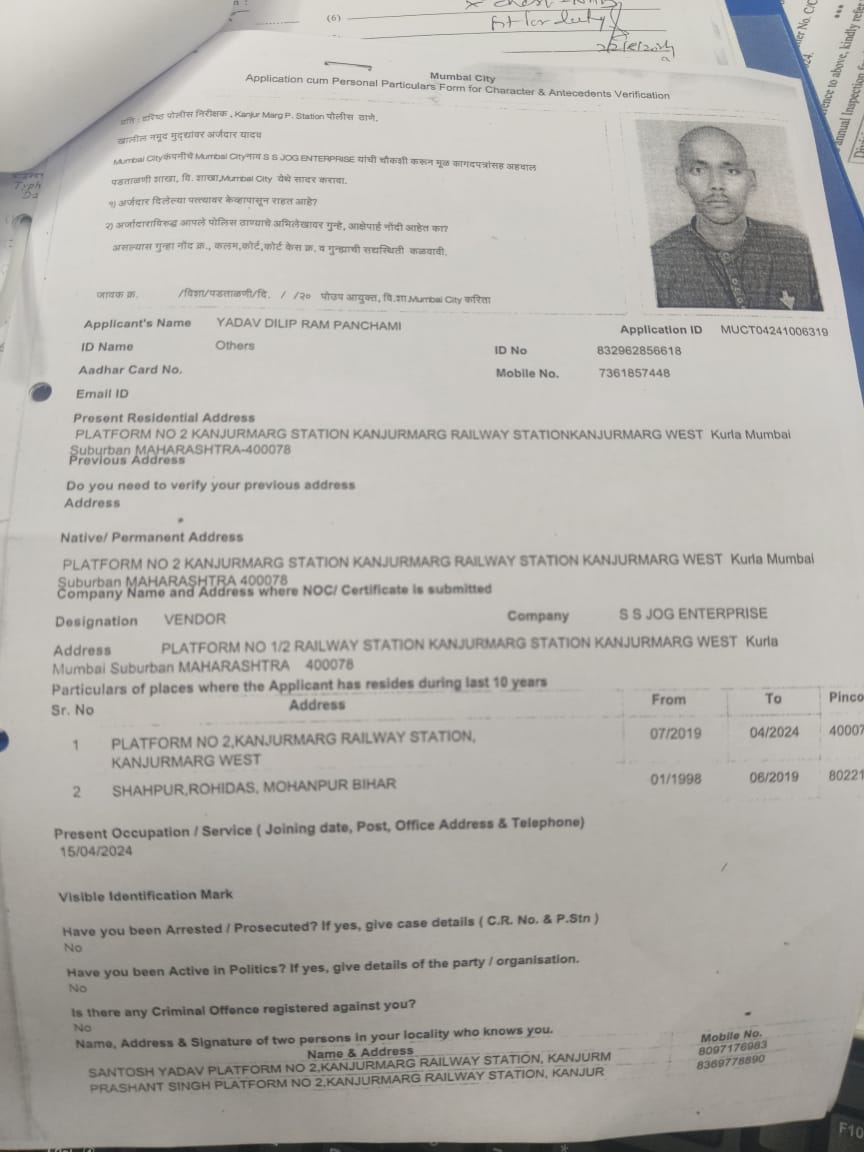 (6)
fit for duty
Mumbai City
Application cum Personal Particulars Form for Character & Antecedents Verification
प्रति : वरिष्ठ पोलीस निरीक्षक , Kanjur Marg P. Station पोलीस ठाणे.
खालील नमूद मुद्द्यांवर अर्जदार यादव
Mumbai Cityकंपनीचे Mumbai Cityनाव S S JOG ENTERPRISE यांची चौकशी करून मूळ कागदपत्रांसह अहवाल
पडताळणी शाखा, वि. शाखा,Mumbai City येथे सादर करावा.
१) अर्जदार दिलेल्या पत्त्यावर केव्हापासून राहत आहे?
२) अर्जादाराविरुद्ध आपले पोलिस ठाण्याचे अभिलेखावर गुन्हे, आक्षेपार्ह नोंदी आहेत का?
असल्यास गुन्हा नोंद क्र., कलम,कोर्ट,कोर्ट केस क्र. व गुन्ह्याची सद्यस्थिती कळवावी.
जावक क्र. /विशा/पडताळणी/दि. / /२० पोउप आयुक्त, वि.शा.Mumbai City करिता
Applicant's Name YADAV DILIP RAM PANCHAMI Application ID MUCT04241006319
ID Name Others ID No 832962856618
Aadhar Card No. Mobile No. 7361857448
Email ID
Present Residential Address
PLATFORM NO 2 KANJURMARG STATION KANJURMARG RAILWAY STATIONKANJURMARG WEST Kurla Mumbai
Suburban MAHARASHTRA-400078
Previous Address
Do you need to verify your previous address
Address
Native/ Permanent Address
PLATFORM NO 2 KANJURMARG STATION KANJURMARG RAILWAY STATION KANJURMARG WEST Kurla Mumbai
Suburban MAHARASHTRA 400078
Company Name and Address where NOC/ Certificate is submitted
Designation VENDOR Company S S JOG ENTERPRISE
Address PLATFORM NO 1/2 RAILWAY STATION KANJURMARG STATION KANJURMARG WEST Kurla
Mumbai Suburban MAHARASHTRA 400078
Particulars of places where the Applicant has resides during last 10 years
Sr. No Address From To Pinco
1 PLATFORM NO 2,KANJURMARG RAILWAY STATION, 07/2019 04/2024 40007
KANJURMARG WEST
2 SHAHPUR,ROHIDAS, MOHANPUR BIHAR 01/1998 06/2019 80221
Present Occupation / Service ( Joining date, Post, Office Address & Telephone)
15/04/2024
Visible Identification Mark
Have you been Arrested / Prosecuted? If yes, give case details ( C.R. No. & P.Stn )
No
Have you been Active in Politics? If yes, give details of the party / organisation.
No
Is there any Criminal Offence registered against you?
No
Name, Address & Signature of two persons in your locality who knows you.
Name & Address Mobile No.
SANTOSH YADAV PLATFORM NO 2,KANJURMARG RAILWAY STATION, KANJURM 8097176983
PRASHANT SINGH PLATFORM NO 2,KANJURMARG RAILWAY STATION, KANJUR 8369778890
F10